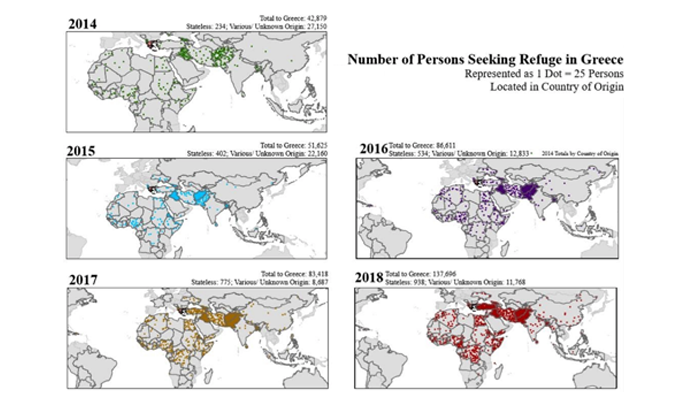 2014
Total to Greece: 42,879
Stateless: 234; Various/ Unknown Origin: 27,150
Number of Persons Seeking Refuge in Greece
Represented as 1 Dot = 25 Persons
Located in Country of Origin
2015
Total to Greece: 51,625
Stateless: 402; Various/ Unknown Origin: 22,160
2016
Total to Greece: 86,611
Stateless: 534; Various/ Unknown Origin: 12,833*
2014 Totals by Country of Origin
2017
Total to Greece: 83,418
Stateless: 775; Various/ Unknown Origin: 8,687
2018
Total to Greece: 137,696
Stateless: 938; Various/ Unknown Origin: 11,768